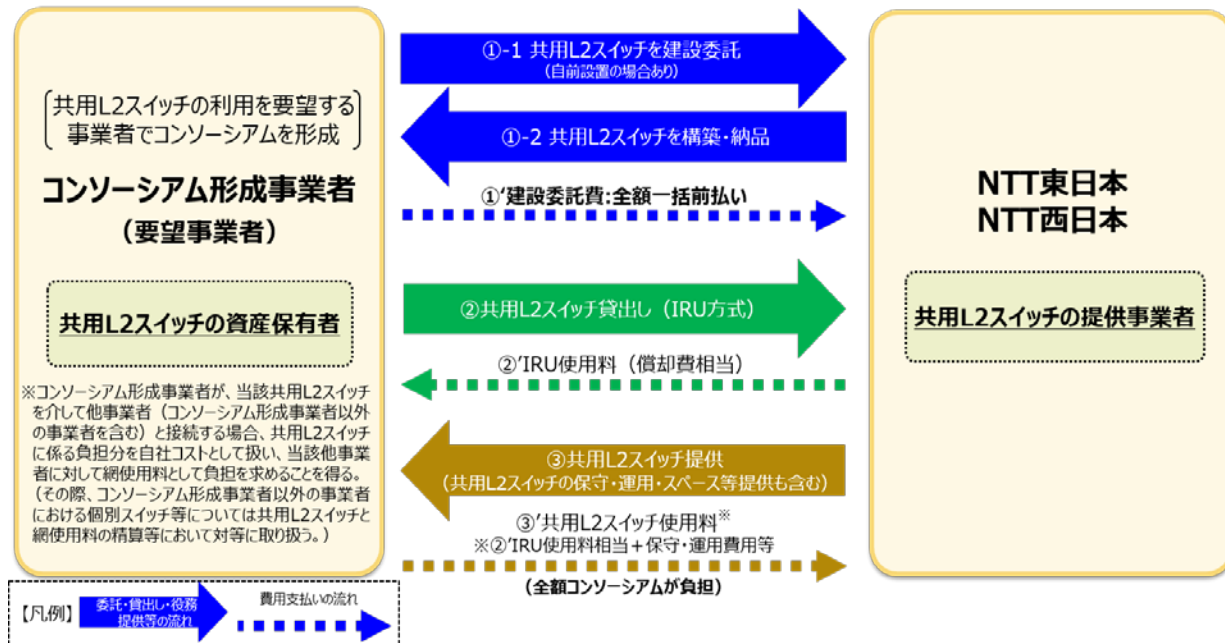 〔共用L2スイッチの利用を要望する
事業者でコンソーシアムを形成〕
コンソーシアム形成事業者
（要望事業者）
共用L2スイッチの資産保有者
※コンソーシアム形成事業者が、当該共用L2スイッチ
を介して他事業者（コンソーシアム形成事業者以外
の事業者を含む）と接続する場合、共用L2スイッチ
に係る負担分を自社コストとして扱い、当該他事業
者に対して網使用料として負担を求めることを得る。
（その際、コンソーシアム形成事業者以外の事業者
における個別スイッチ等については共用L2スイッチと
網使用料の精算等において対等に取り扱う。）
①-1 共用L2スイッチを建設委託
（自前設置の場合あり）
①-2 共用L2スイッチを構築・納品
①’建設委託費:全額一括前払い
②共用L2スイッチ貸出し（IRU方式）
②’IRU使用料（償却費相当）
③共用L2スイッチ提供
（共用L2スイッチの保守・運用・スペース等提供も含む）
③’共用L2スイッチ使用料※
※②’IRU使用料相当＋保守・運用費用等
（全額コンソーシアムが負担）
NTT東日本
NTT西日本
共用L2スイッチの提供事業者
【凡例】
委託・貸出し・役務
提供等の流れ
費用支払いの流れ